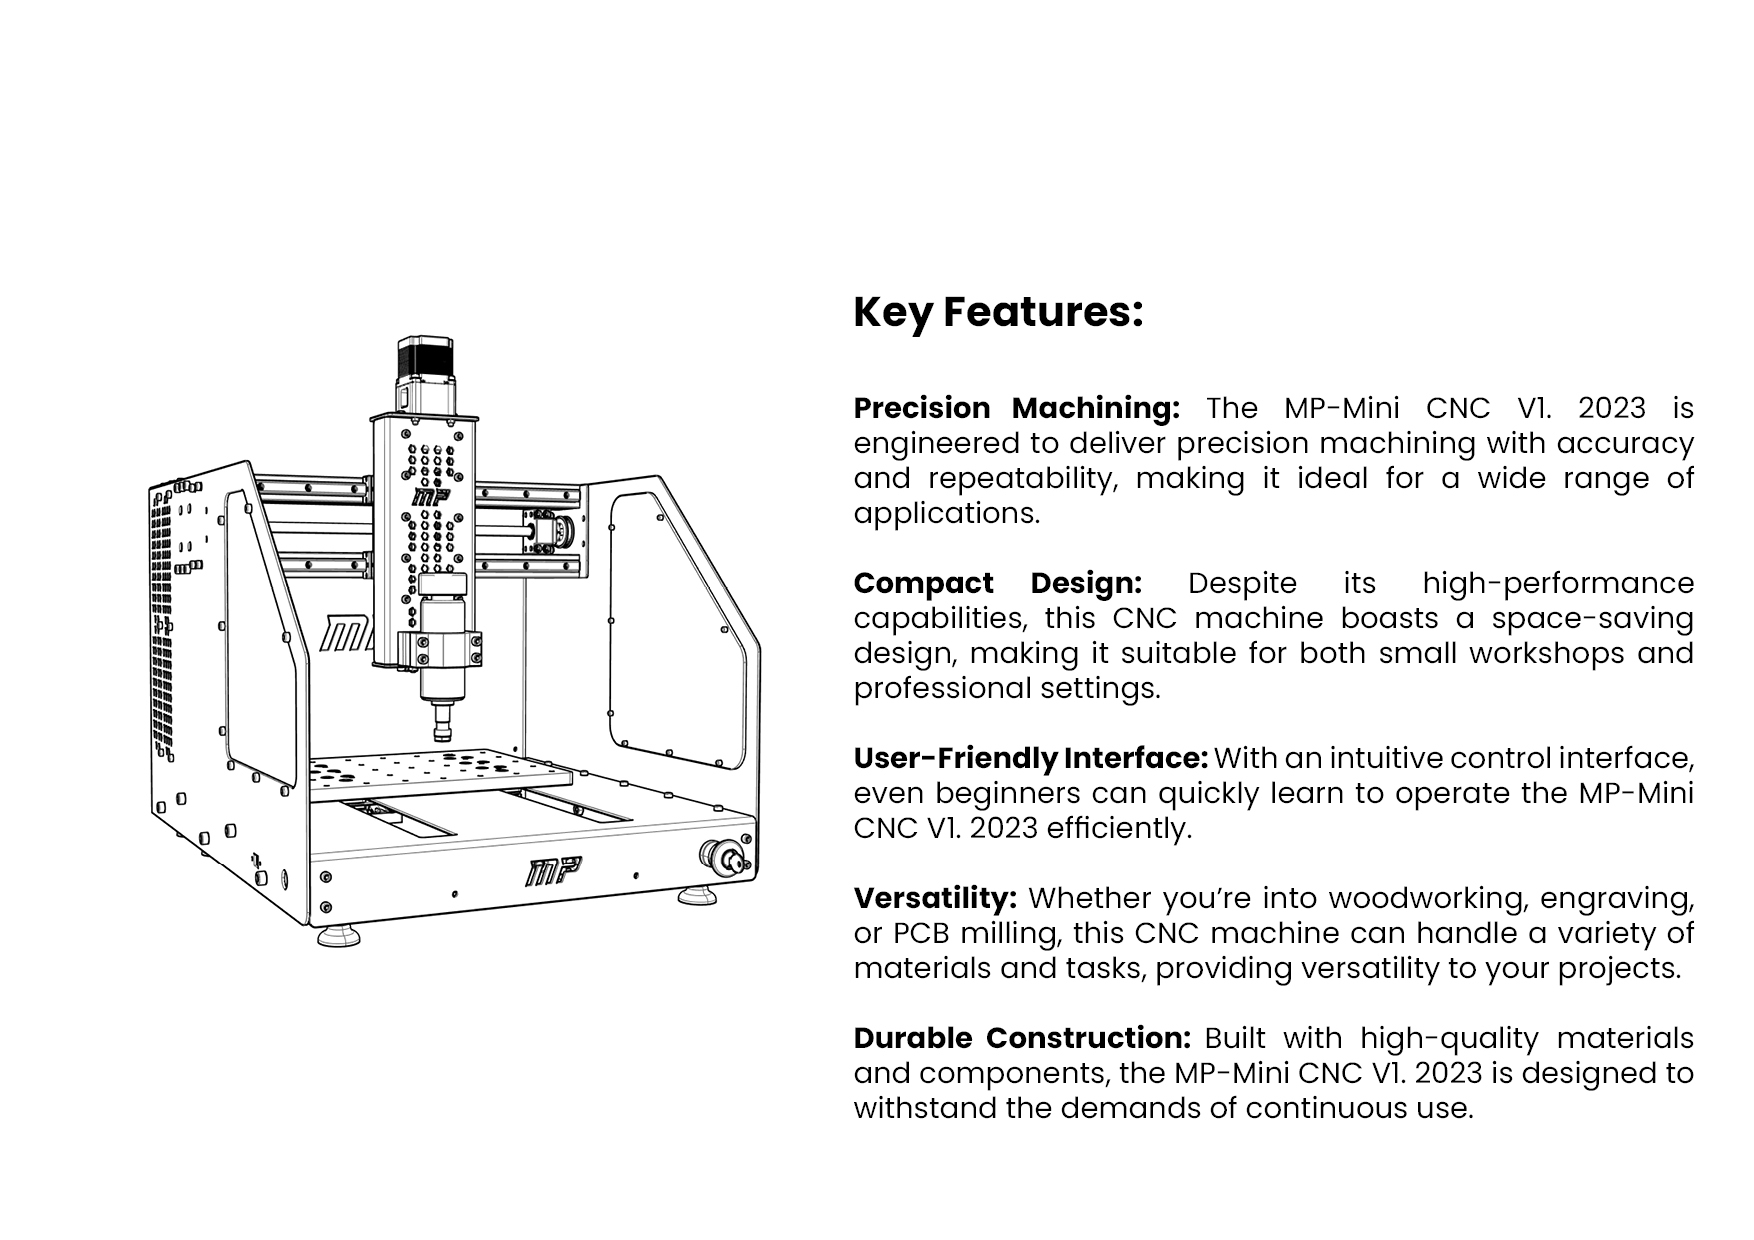 Key Features:
Precision Machining: The MP-Mini CNC V1. 2023 is
engineered to deliver precision machining with accuracy
and repeatability, making it ideal for a wide range of
applications.
Compact Design: Despite its high-performance
capabilities, this CNC machine boasts a space-saving
design, making it suitable for both small workshops and
professional settings.
User-Friendly Interface: With an intuitive control interface,
even beginners can quickly learn to operate the MP-Mini
CNC V1. 2023 efficiently.
Versatility: Whether you’re into woodworking, engraving,
or PCB milling, this CNC machine can handle a variety of
materials and tasks, providing versatility to your projects.
Durable Construction: Built with high-quality materials
and components, the MP-Mini CNC V1. 2023 is designed to
withstand the demands of continuous use.
MP
M
MP